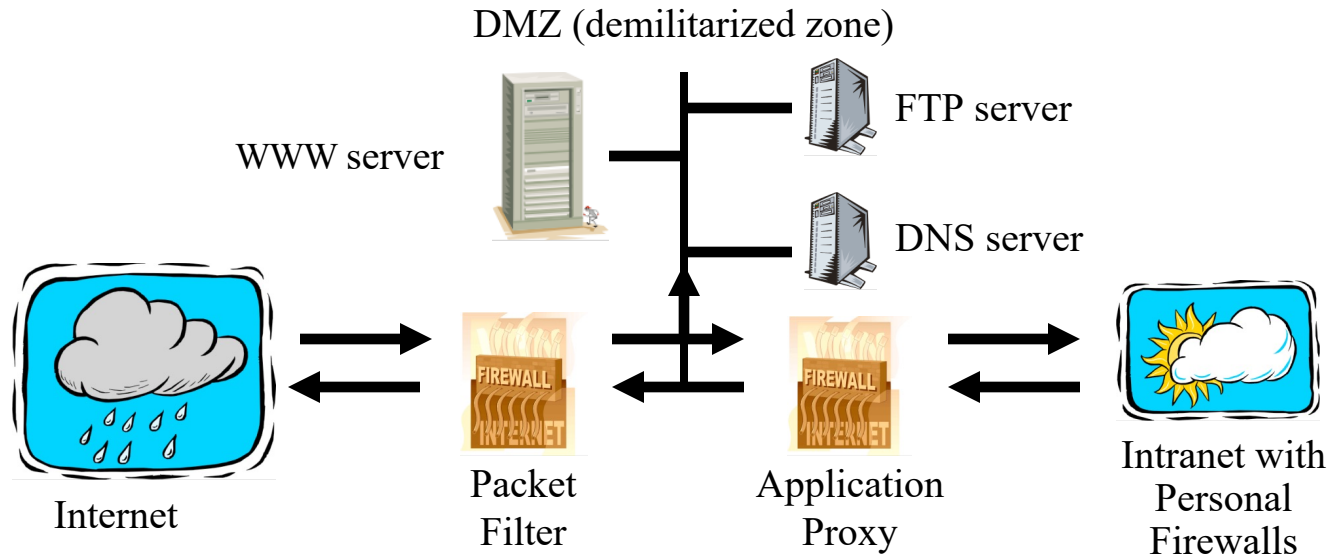 DMZ (demilitarized zone)
FTP server
WWW server
DNS server
FIREWALL
INTERNET
FIREWALL
INTERNET
Internet
Packet
Filter
Application
Proxy
Intranet with
Personal
Firewalls